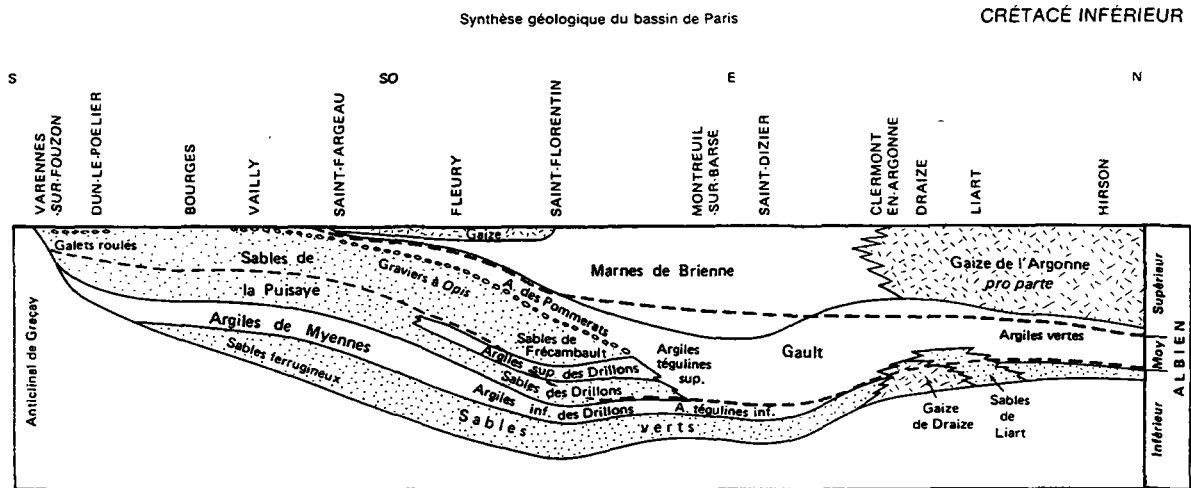 Synthèse géologique du bassin de Paris
CRÉTACÉ INFÉRIEUR
S
SO
E
N
VARENNES
-SUR-FOUZON
DUN-LE-POELIER
BOURGES
VAILLY
SAINT-FARGEAU
FLEURY
SAINT-FLORENTIN
MONTREUIL
-SUR-BARSE
SAINT-DIZIER
CLERMONT
EN-ARGONNE
DRAIZE
LIART
HIRSON
Anticlinal de Graçay
Galets roulés
Sables de
la Puisaye
Argiles de Myennes
Sables ferrugineux
Gaize
Graviers à Opis
A. des Pommerats
Sables de
Frécambault
Argiles sup. des Drillons
Sables des Drillons
Argiles inf. des Drillons
Sables verts
Marnes de Brienne
Argiles
tégulines
sup.
A. tégulines inf.
Gault
Gaize de l'Argonne
pro parte
Argiles vertes
Gaize
de Draize
Sables
de
Liart
Supérieur
Moy
Inférieur
ALBIEN